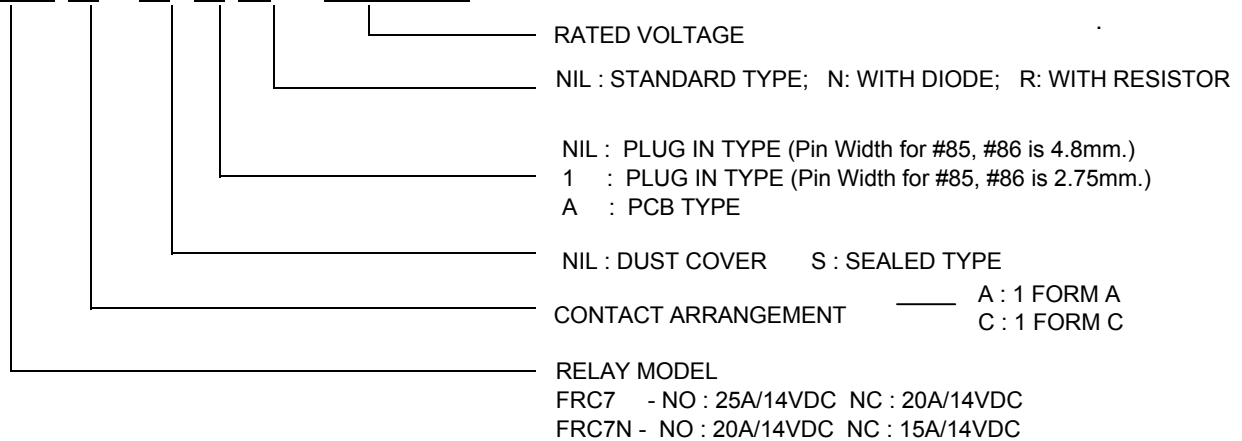 RATED VOLTAGE
NIL : STANDARD TYPE; N: WITH DIODE; R: WITH RESISTOR
NIL : PLUG IN TYPE (Pin Width for #85, #86 is 4.8mm.)
1 : PLUG IN TYPE (Pin Width for #85, #86 is 2.75mm.)
A : PCB TYPE
NIL : DUST COVER S : SEALED TYPE
CONTACT ARRANGEMENT
A : 1 FORM A
C : 1 FORM C
RELAY MODEL
FRC7 - NO : 25A/14VDC NC : 20A/14VDC
FRC7N - NO : 20A/14VDC NC : 15A/14VDC